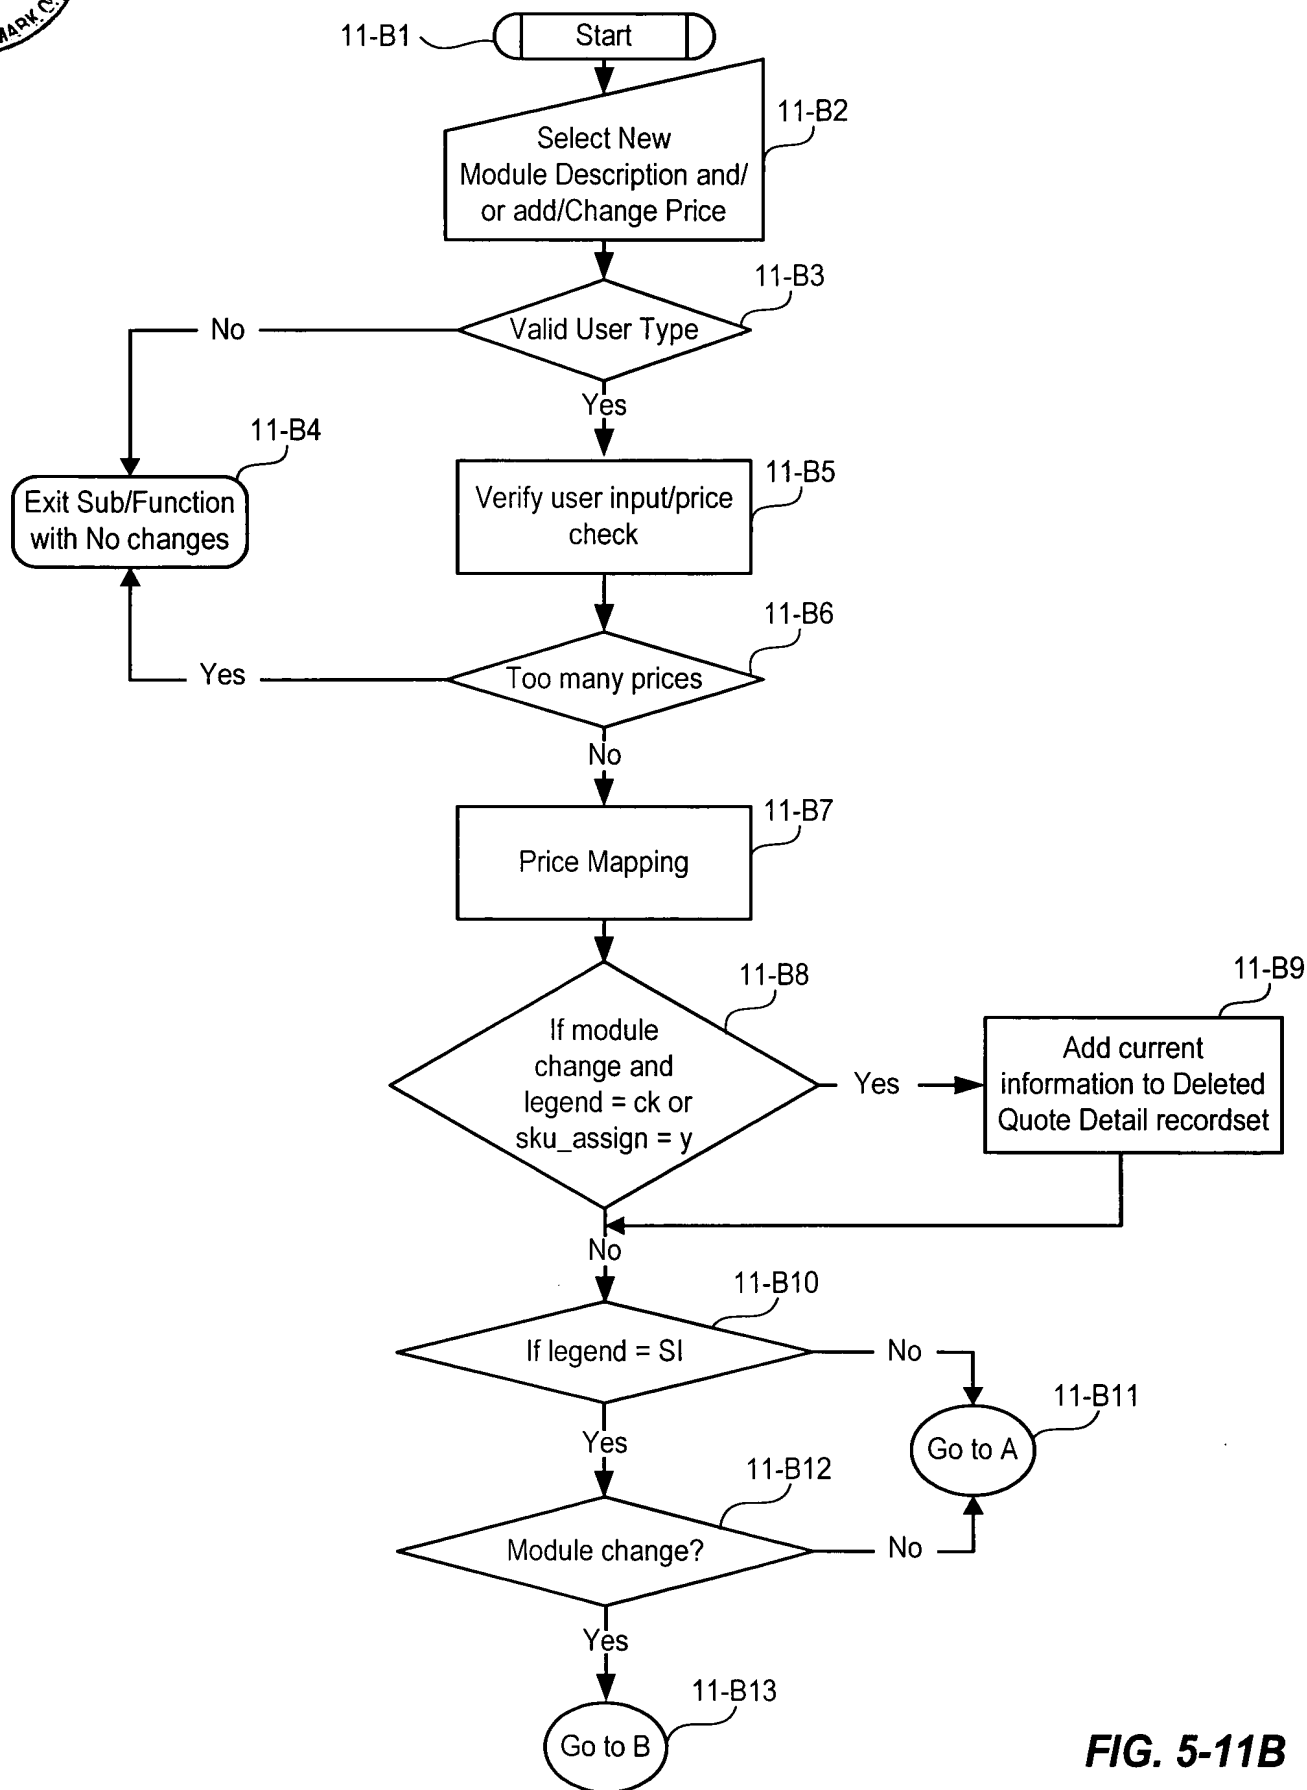 MARK O
11-B1
Start
11-B2
Select New
Module Description and/
or add/Change Price
11-B3
Valid User Type
No
Yes
11-B4
Exit Sub/Function
with No changes
11-B5
Verify user input/price
check
11-B6
Too many prices
Yes
No
11-B7
Price Mapping
11-B8
If module
change and
legend = ck or
sku_assign = y
Yes
11-B9
Add current
information to Deleted
Quote Detail recordset
No
11-B10
If legend = SI
No
11-B11
Go to A
Yes
11-B12
Module change?
No
Yes
11-B13
Go to B
FIG. 5-11B